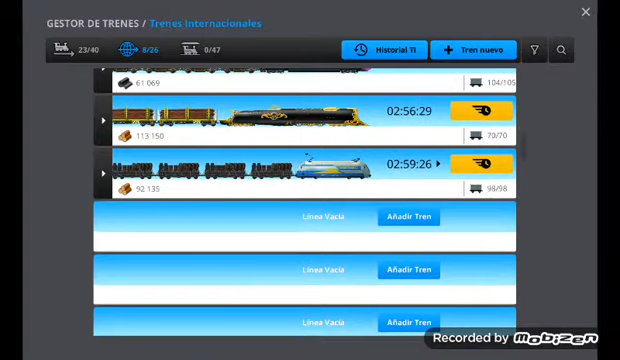 GESTOR DE TRENES / Trenes Internacionales
23/40
8/26
0/47
Historial TI
Tren nuevo
61 069
104/105
02:56:29
113 150
70/70
02:59:26
92 135
98/98
Línea Vacía
Añadir Tren
Línea Vacía
Añadir Tren
Línea Vacía
Añadir Tren
Recorded by mobizen